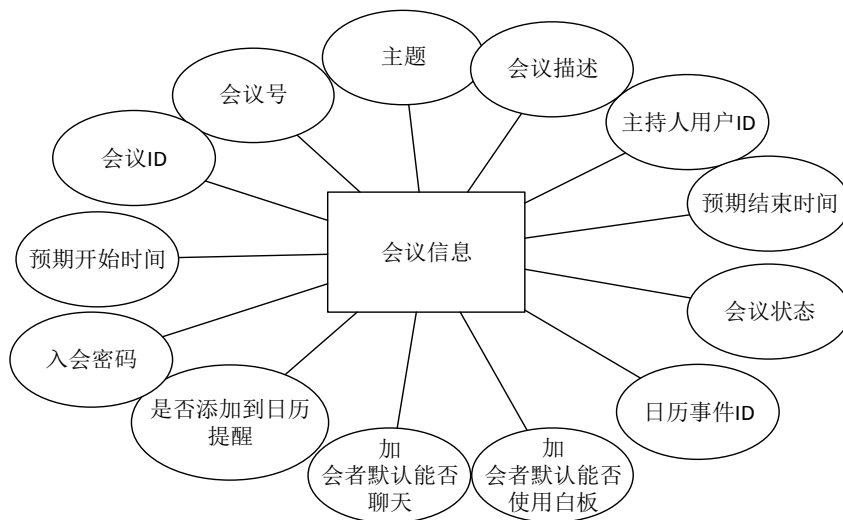 主题
会议描述
会议号
主持人用户ID
会议ID
预期结束时间
会议信息
预期开始时间
会议状态
入会密码
是否添加到日历
提醒
日历事件ID
加
会者默认能否
聊天
加
会者默认能否
使用白板